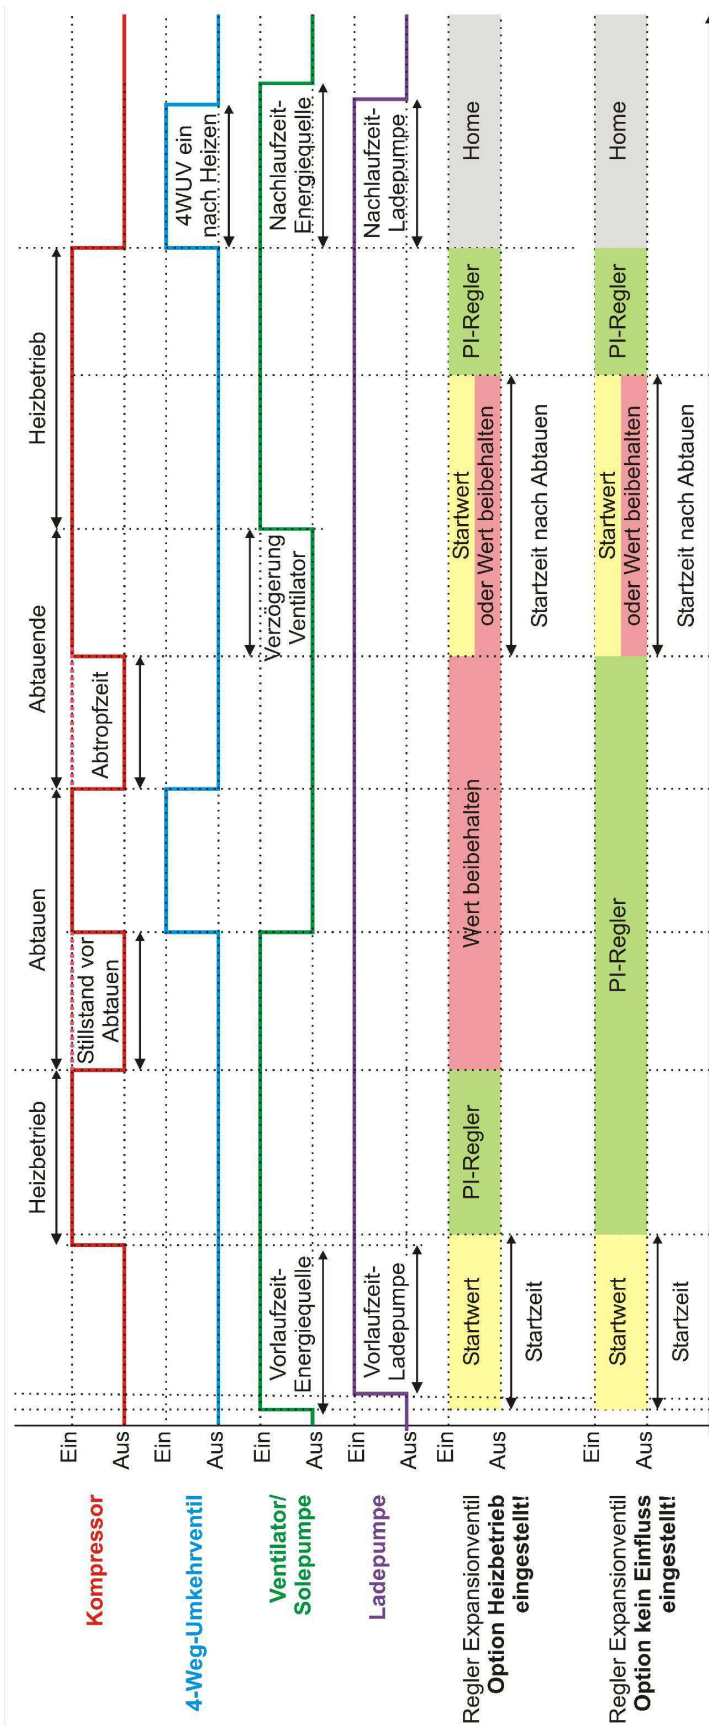 Kompressor
Ein
Aus
Heizbetrieb
Abtauen
Abtauende
Heizbetrieb
Stillstand vor
Abtauen
Abtropfzeit
4-Weg-Umkehrventil
Ein
Aus
4WUV ein
nach Heizen
Ventilator/
Solepumpe
Ein
Aus
Vorlaufzeit-
Energiequelle
Verzögerung
Ventilator
Nachlaufzeit-
Energiequelle
Ladepumpe
Ein
Aus
Vorlaufzeit-
Ladepumpe
Nachlaufzeit-
Ladepumpe
Regler Expansionventil
Option Heizbetrieb
eingestellt!
Ein
Aus
Startwert
PI-Regler
Wert beibehalten
Startwert
oder Wert beibehalten
PI-Regler
Home
Startzeit
Startzeit nach Abtauen
Regler Expansionventil
Option kein Einfluss
eingestellt!
Ein
Aus
Startwert
PI-Regler
Startwert
oder Wert beibehalten
PI-Regler
Home
Startzeit
Startzeit nach Abtauen